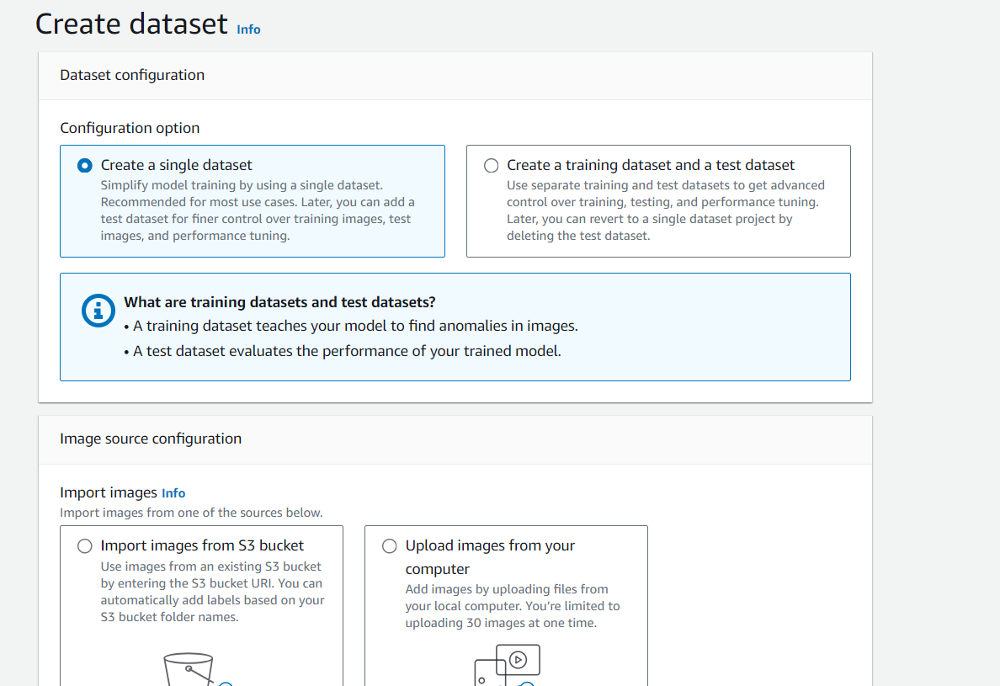 Create dataset Info
Dataset configuration
Configuration option
Create a single dataset
Simplify model training by using a single dataset.
Recommended for most use cases. Later, you can add a
test dataset for finer control over training images, test
images, and performance tuning.
Create a training dataset and a test dataset
Use separate training and test datasets to get advanced
control over training, testing, and performance tuning.
Later, you can revert to a single dataset project by
deleting the test dataset.
What are training datasets and test datasets?
• A training dataset teaches your model to find anomalies in images.
• A test dataset evaluates the performance of your trained model.
Image source configuration
Import images Info
Import images from one of the sources below.
Import images from S3 bucket
Use images from an existing S3 bucket
by entering the S3 bucket URI. You can
automatically add labels based on your
S3 bucket folder names.
Upload images from your
computer
Add images by uploading files from
your local computer. You’re limited to
uploading 30 images at one time.